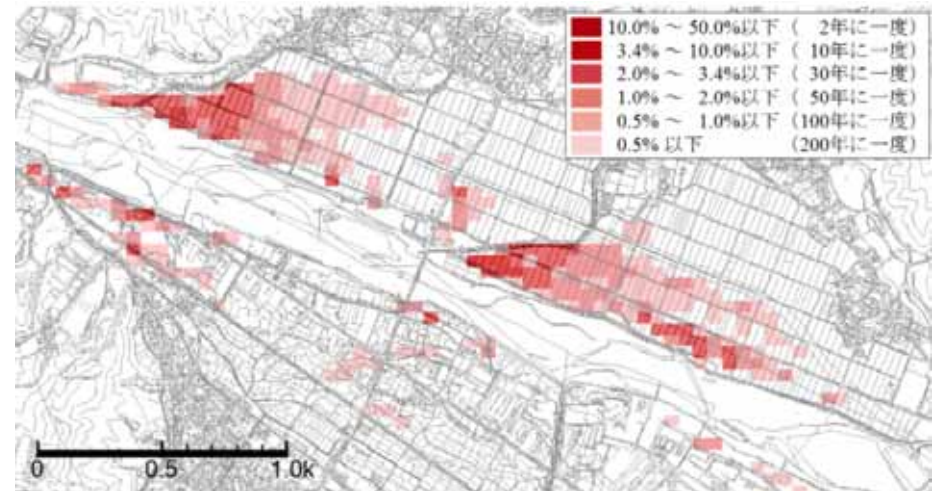 10.0% ～ 50.0%以下 ( 2年に一度)
3.4% ～ 10.0%以下 ( 10年に一度)
2.0% ～ 3.4%以下 ( 30年に一度)
1.0% ～ 2.0%以下 ( 50年に一度)
0.5% ～ 1.0%以下 (100年に一度)
0.5% 以下 (200年に一度)
0 0.5 1.0k